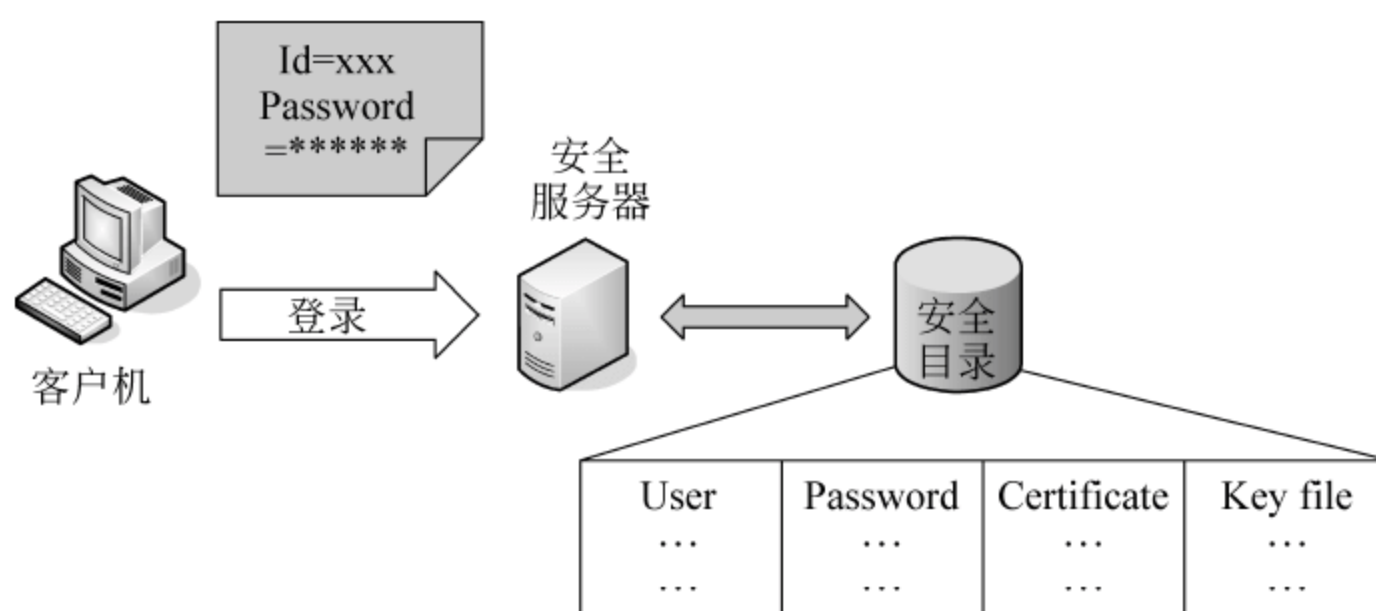 Id=xxx
Password
=******
安全
服务器
登录
客户机
安全
目录
User Password Certificate Key file
… … … …
… … … …